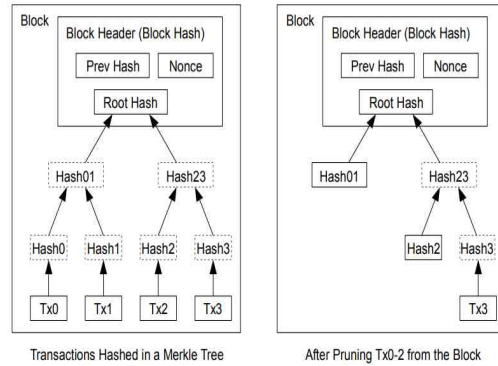 Block
Block Header (Block Hash)
Prev Hash
Nonce
Root Hash
Hash01
Hash23
Hash0
Hash1
Hash2
Hash3
Tx0
Tx1
Tx2
Tx3
Transactions Hashed in a Merkle Tree
Block
Block Header (Block Hash)
Prev Hash
Nonce
Root Hash
Hash01
Hash23
Hash2
Hash3
Tx3
After Pruning Tx0-2 from the Block